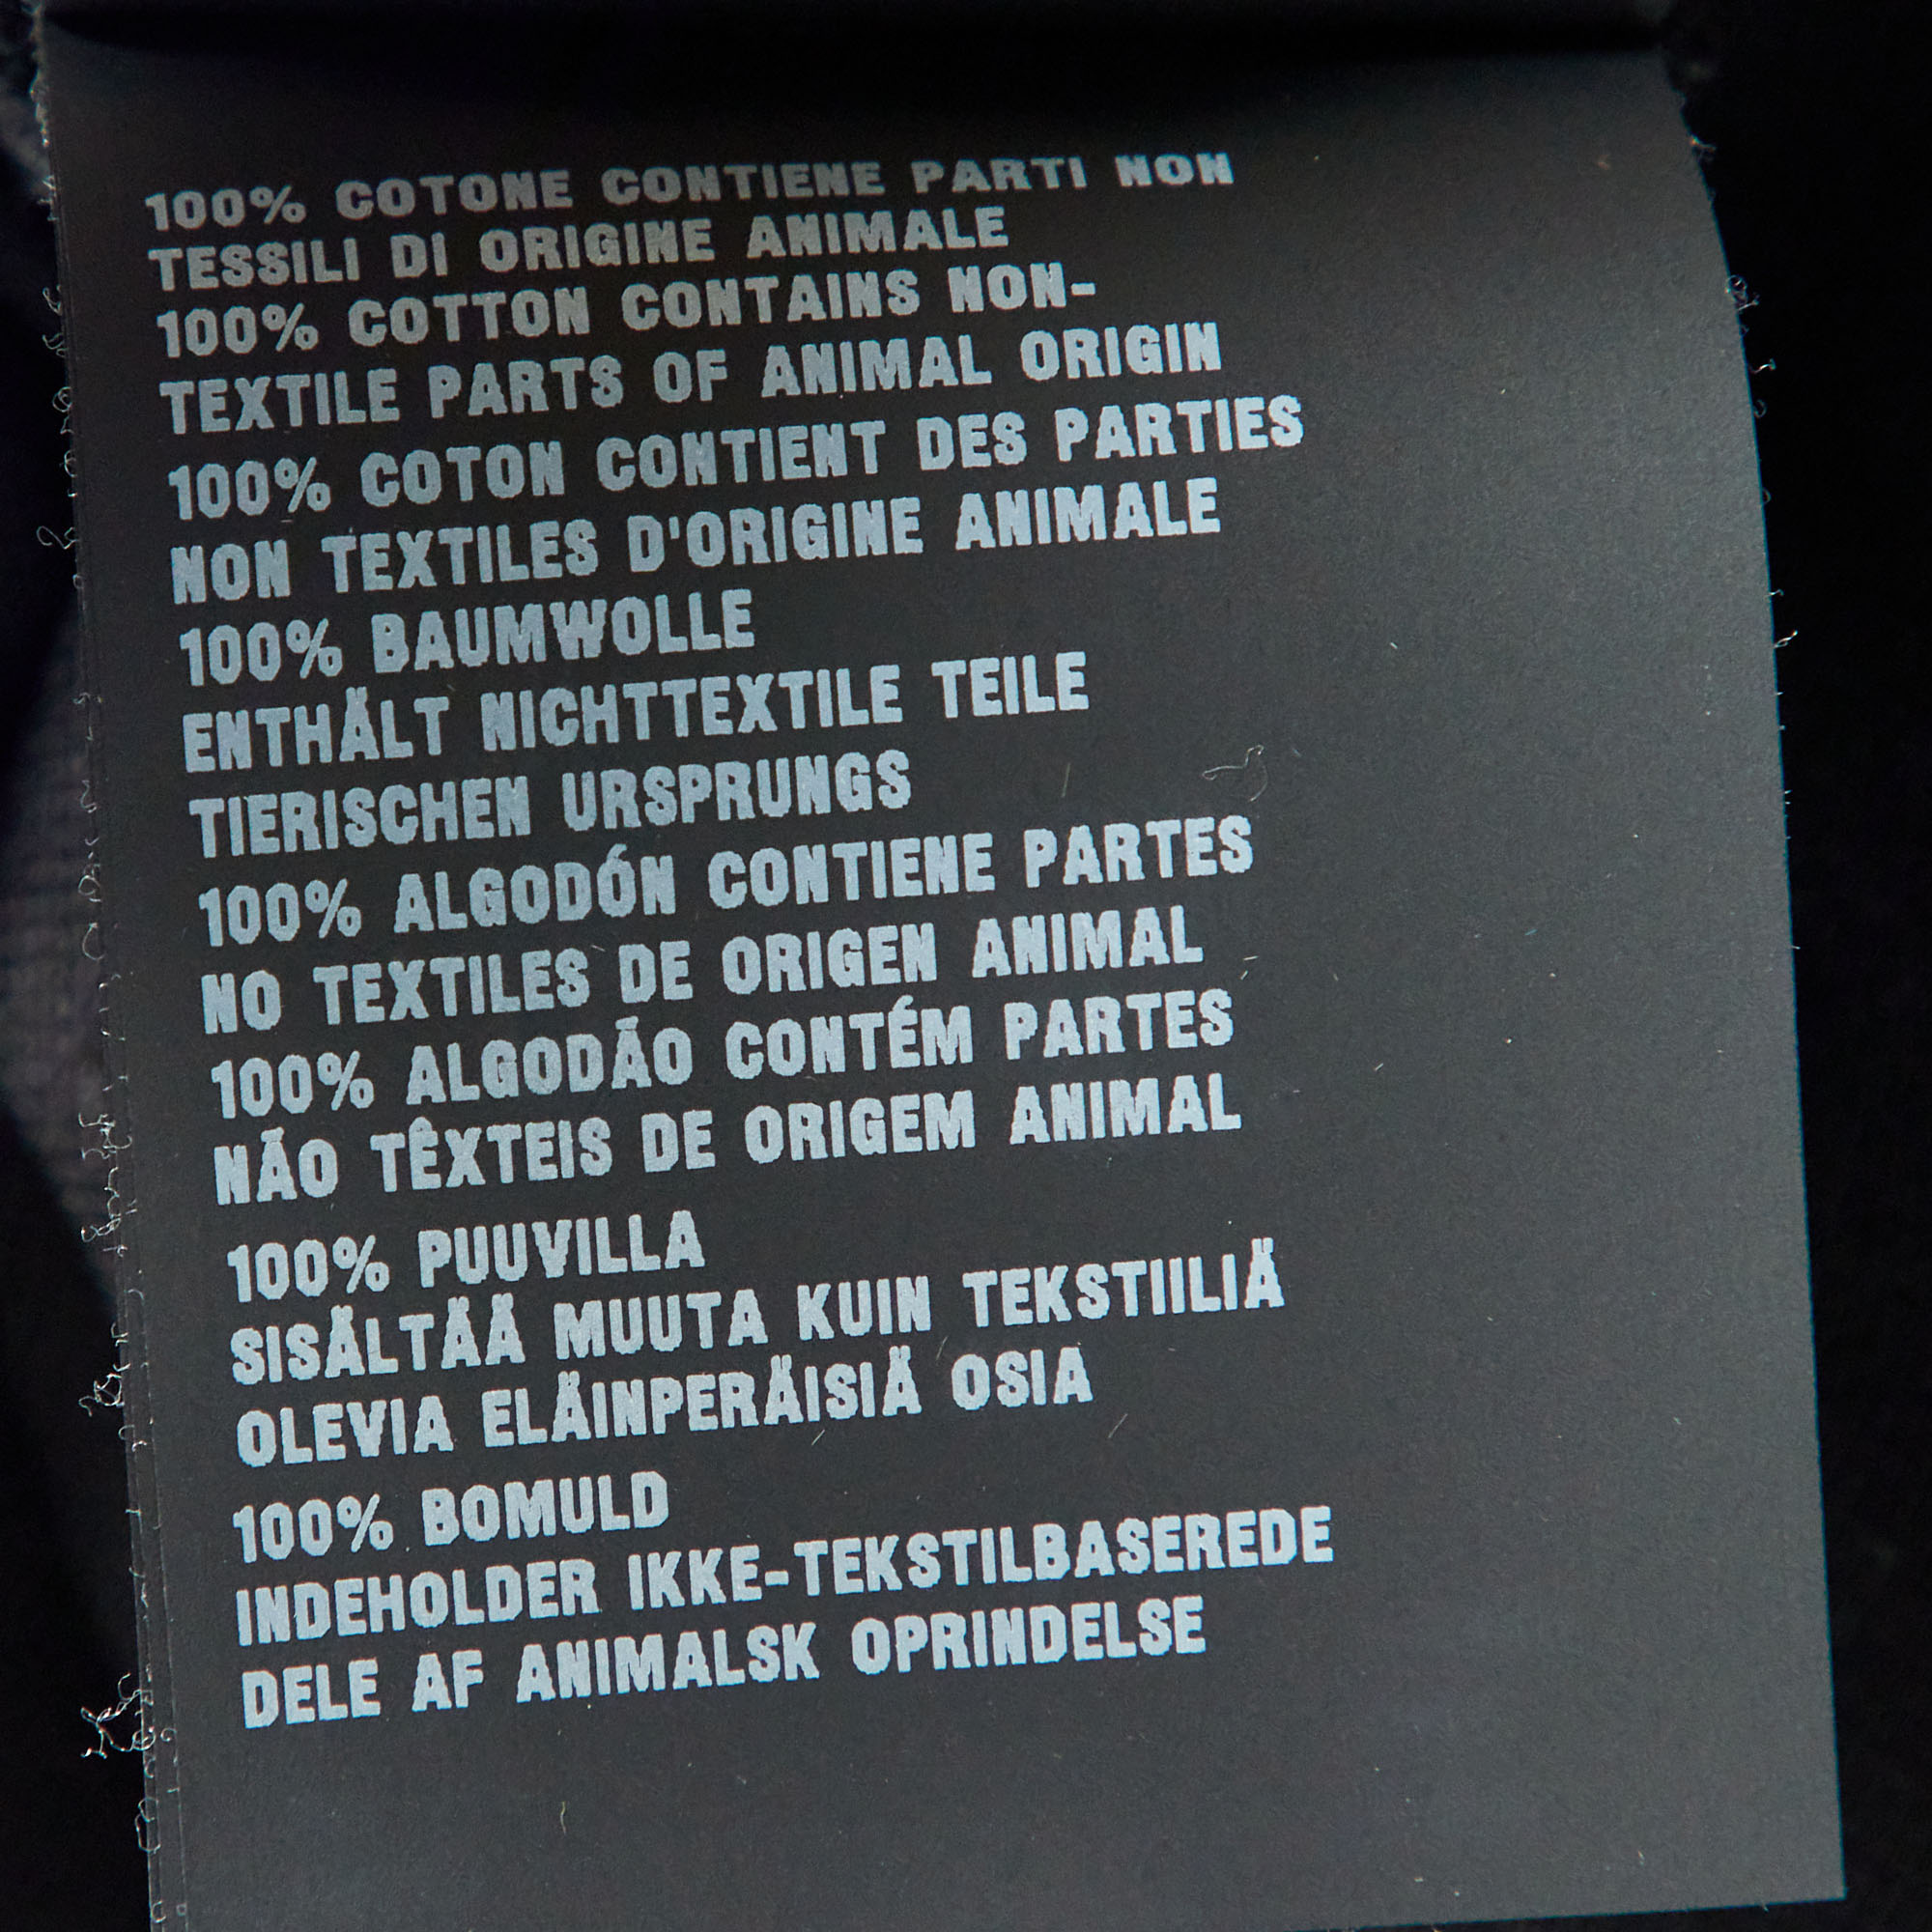 100% COTONE CONTIENE PARTI NON
TESSILI DI ORIGINE ANIMALE
100% COTTON CONTAINS NON-
TEXTILE PARTS OF ANIMAL ORIGIN
100% COTON CONTIENT DES PARTIES
NON TEXTILES D'ORIGINE ANIMALE
100% BAUMWOLLE
ENTHÄLT NICHTTEXTILE TEILE
TIERISCHEN URSPRUNGS
100% ALGODÓN CONTIENE PARTES
NO TEXTILES DE ORIGEN ANIMAL
100% ALGODÃO CONTÉM PARTES
NÃO TÊXTEIS DE ORIGEM ANIMAL
100% PUUVILLA
SISÄLTÄÄ MUUTA KUIN TEKSTIILIÄ
OLEVIA ELÄINPERÄISIÄ OSIA
100% BOMULD
INDEHOLDER IKKE-TEKSTILBASEREDE
DELE AF ANIMALSK OPRINDELSE